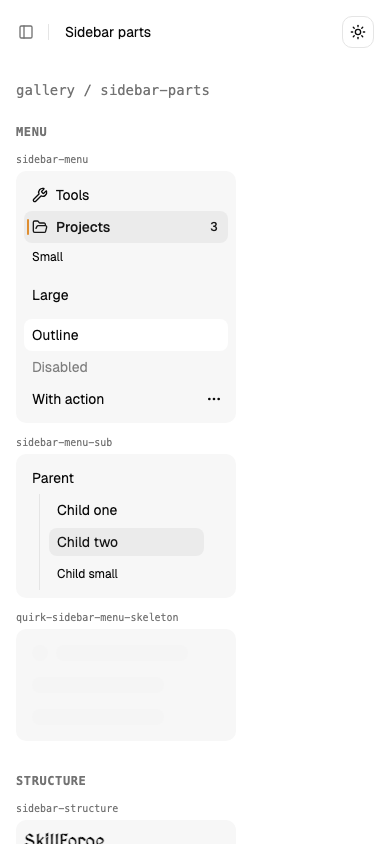 Sidebar parts
gallery / sidebar-parts
MENU
sidebar-menu
Tools
Projects 3
Small
Large
Outline
Disabled
With action
sidebar-menu-sub
Parent
Child one
Child two
Child small
quirk-sidebar-menu-skeleton
STRUCTURE
sidebar-structure
SkillForge